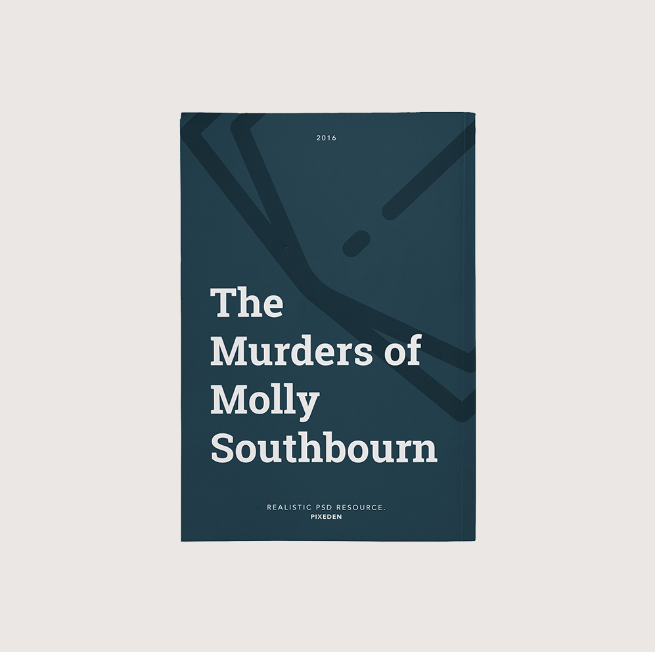 2016
The
Murders of
Molly
Southbourn
REALISTIC PSD RESOURCE.
PIXEDEN